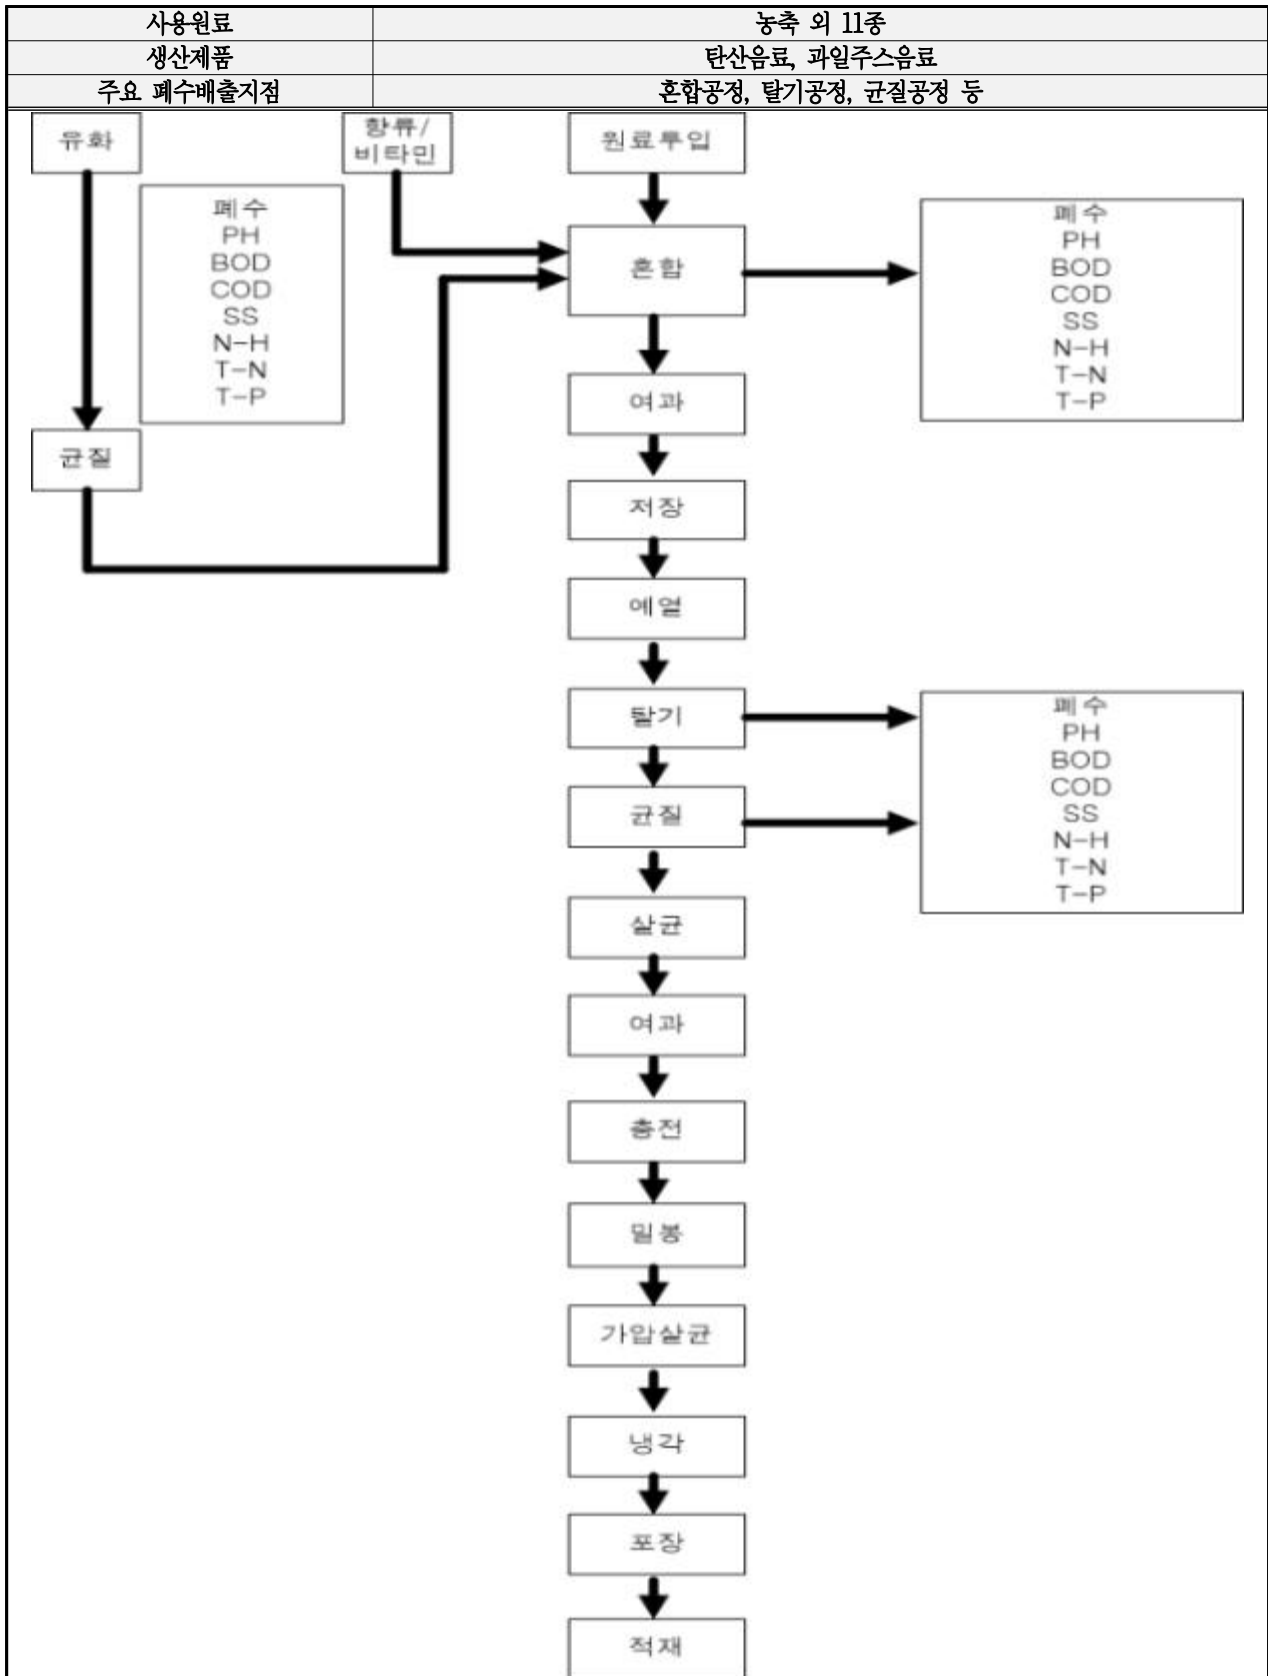 사용원료 농축 외 11종
생산제품 탄산음료, 과일주스음료
주요 폐수배출지점 혼합공정, 탈기공정, 균질공정 등
유화
향류/
비타민
원료투입
폐수
PH
BOD
COD
SS
N-H
T-N
T-P
균질
혼합
폐수
PH
BOD
COD
SS
N-H
T-N
T-P
여과
저장
예열
탈기
균질
폐수
PH
BOD
COD
SS
N-H
T-N
T-P
살균
여과
충전
밀봉
가압살균
냉각
포장
적재